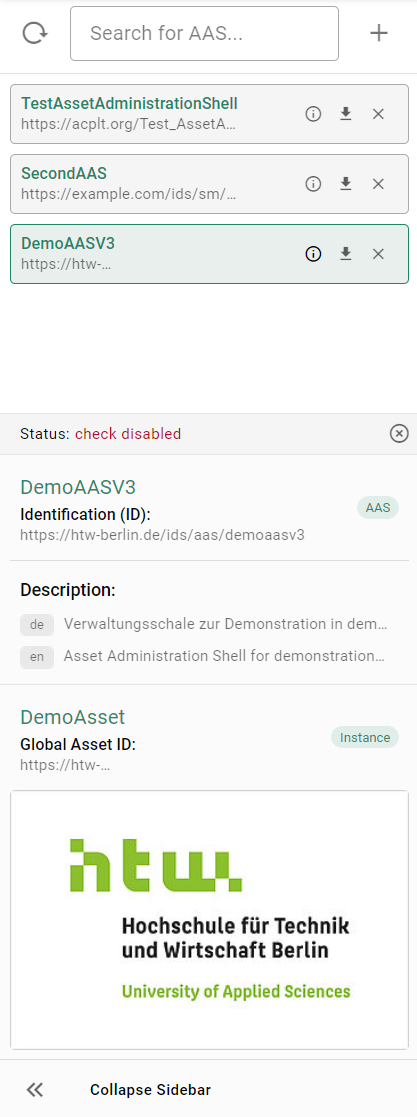 Search for AAS...
TestAssetAdministrationShell
https://acplt.org/Test_AssetA...
SecondAAS
https://example.com/ids/sm/...
DemoAASV3
https://htw-...
Status: check disabled
DemoAASV3
AAS
Identification (ID):
https://htw-berlin.de/ids/aas/demoaasv3
Description:
de Verwaltungsschale zur Demonstration in dem...
en Asset Administration Shell for demonstration...
DemoAsset
Instance
Global Asset ID:
https://htw-...
htw.
Hochschule für Technik
und Wirtschaft Berlin
University of Applied Sciences
Collapse Sidebar